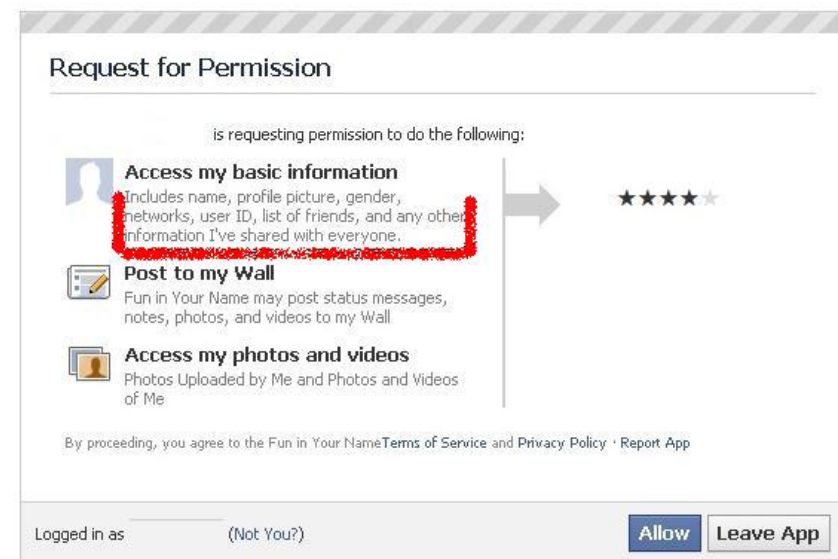 Request for Permission
is requesting permission to do the following:
Access my basic information
Includes name, profile picture, gender,
networks, user ID, list of friends, and any other
information I've shared with everyone.
Post to my Wall
Fun in Your Name may post status messages,
notes, photos, and videos to my Wall
Access my photos and videos
Photos Uploaded by Me and Photos and Videos
of Me
By proceeding, you agree to the Fun in Your NameTerms of Service and Privacy Policy · Report App
Logged in as (Not You?)
Allow
Leave App